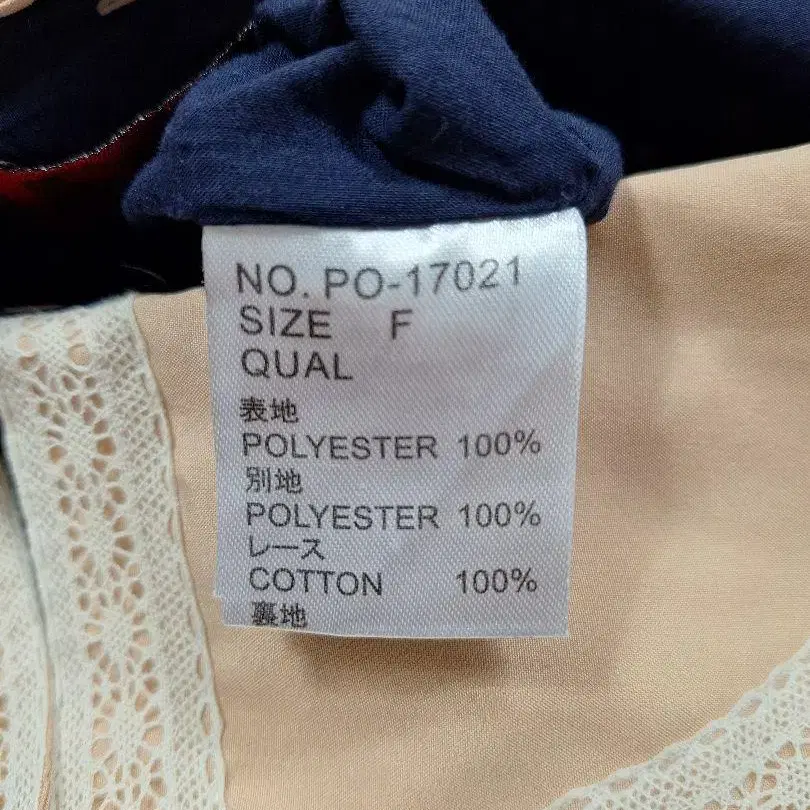 NO. PO-17021
SIZE F
QUAL
表地
POLYESTER 100%
別地
POLYESTER 100%
レース
COTTON 100%
裏地